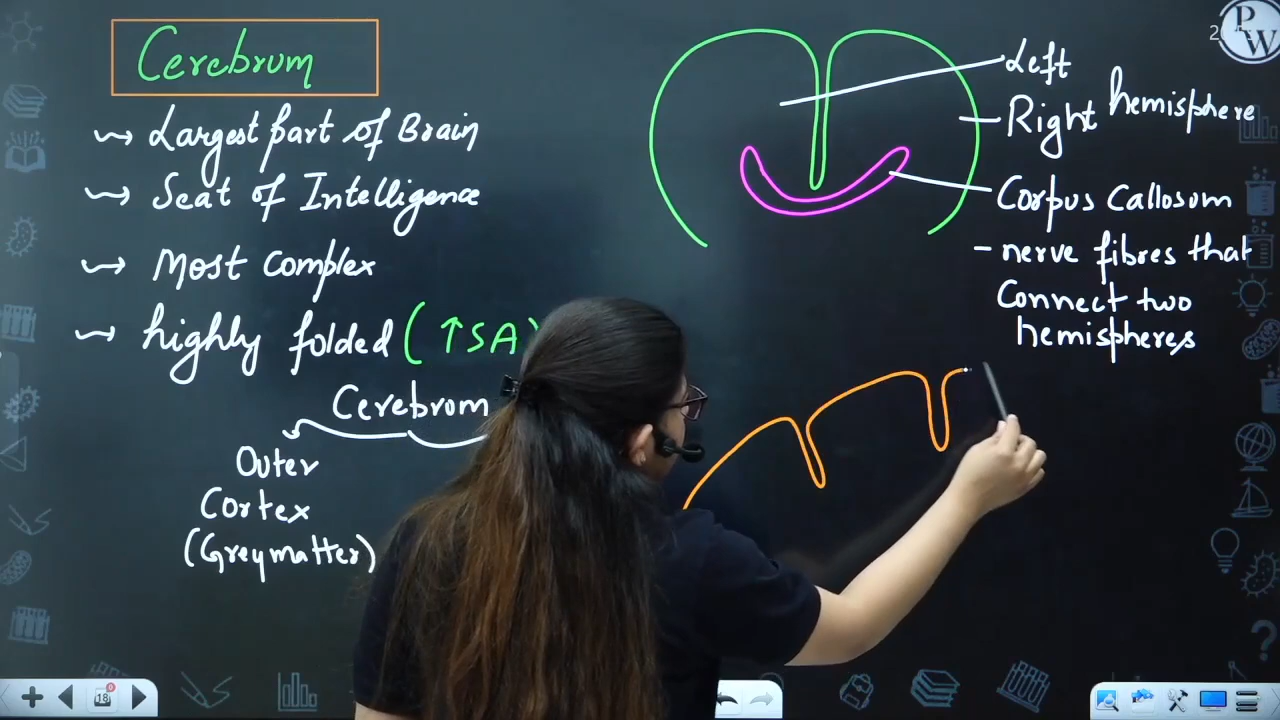 Cerebrum
Largest part of Brain
Seat of Intelligence
Most Complex
highly folded (↑SA)
Cerebrum
Outer
Cortex
(Greymatter)
Left
Right hemisphere
Corpus Callosum
- nerve fibres that
Connect two
hemispheres
P
W
18